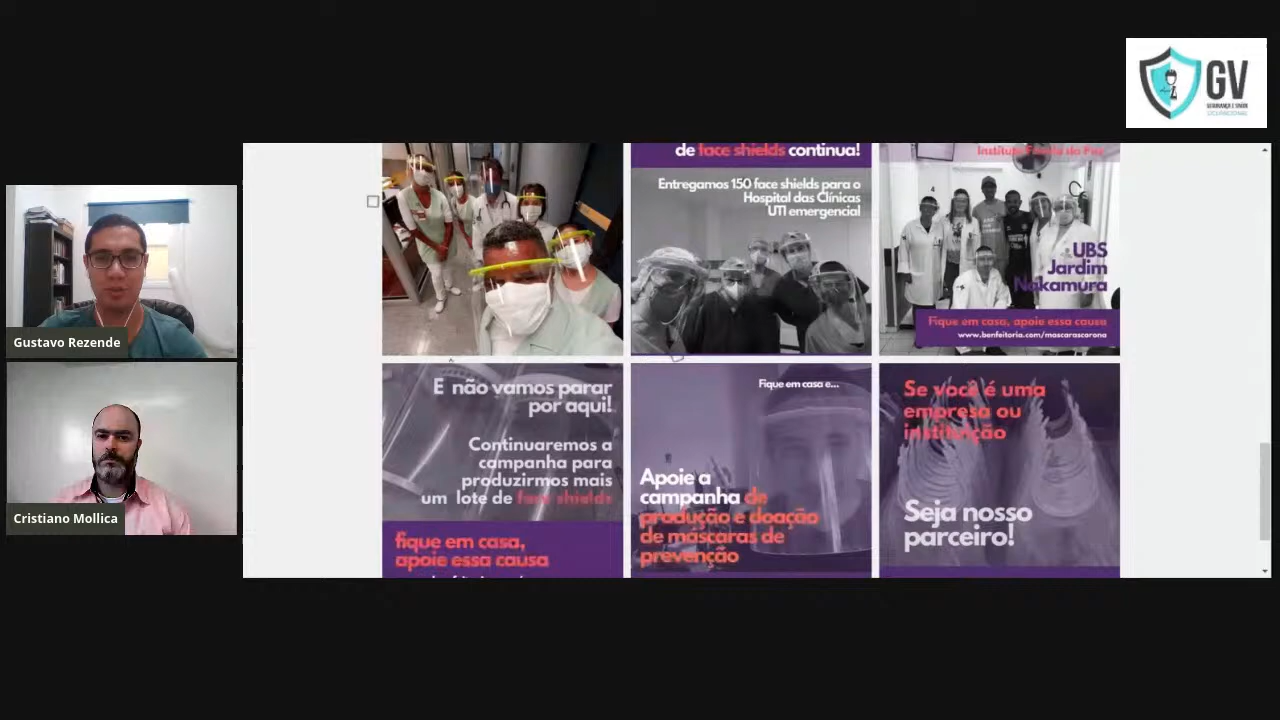 GV
SEGURANÇA E SAÚDE
OCUPACIONAL
Gustavo Rezende
Cristiano Mollica
de face shields continua!
Entregamos 150 face shields para o
Hospital das Clínicas
UTI emergencial
UBS
Jardim
Nakamura
Fique em casa, apoie essa causa
www.benfeitoria.com/mascarascorona
E não vamos parar
por aqui!
Continuaremos a
campanha para
produzirmos mais
um lote de face shields
fique em casa,
apoie essa causa
Fique em casa e...
Apoie a
campanha de
produção e doação
de máscaras de
prevenção
Se você é uma
empresa ou
instituição
Seja nosso
parceiro!